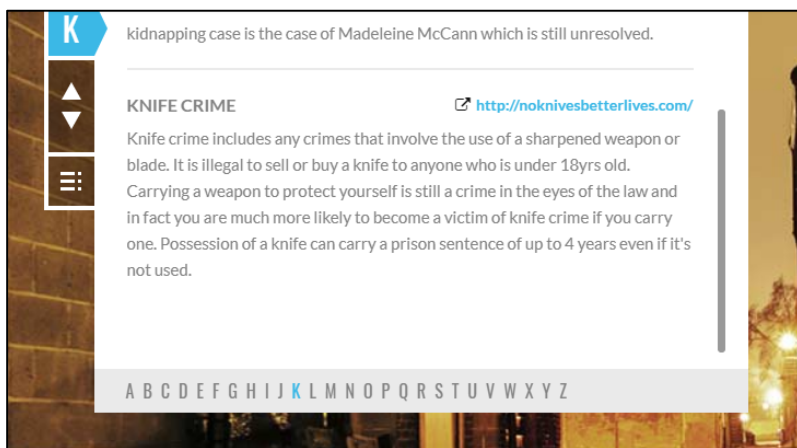 K
kidnapping case is the case of Madeleine McCann which is still unresolved.
KNIFE CRIME
http://noknivesbetterlives.com/
Knife crime includes any crimes that involve the use of a sharpened weapon or
blade. It is illegal to sell or buy a knife to anyone who is under 18yrs old.
Carrying a weapon to protect yourself is still a crime in the eyes of the law and
in fact you are much more likely to become a victim of knife crime if you carry
one. Possession of a knife can carry a prison sentence of up to 4 years even if it's
not used.
A B C D E F G H I J K L M N O P Q R S T U V W X Y Z